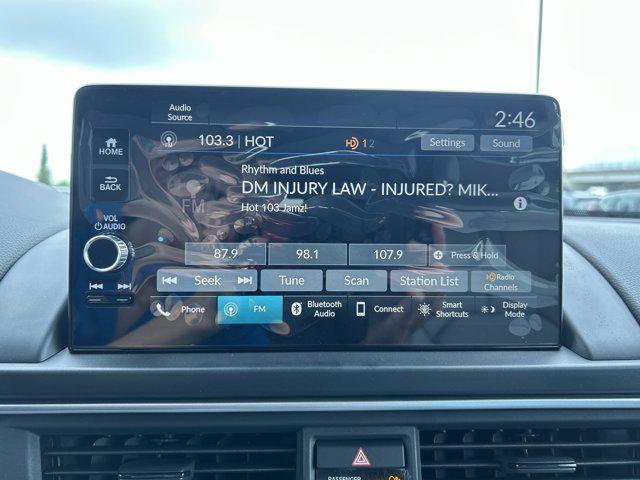 Audio
Source
2:46
103.3 | HOT
HD 1 2
Settings
Sound
HOME
BACK
VOL
AUDIO
Rhythm and Blues
DM INJURY LAW - INJURED? MIK...
Hot 103 Jamz!
FM
87.9
98.1
107.9
Press & Hold
Seek
Tune
Scan
Station List
HD Radio
Channels
Phone
FM
Bluetooth
Audio
Connect
Smart
Shortcuts
Display
Mode
PASSENGER